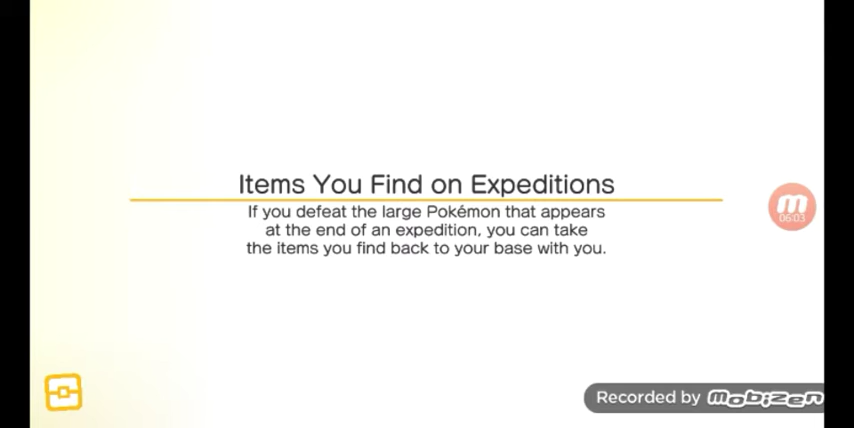 Items You Find on Expeditions
If you defeat the large Pokémon that appears
at the end of an expedition, you can take
the items you find back to your base with you.
M
06:03
Recorded by mobizen